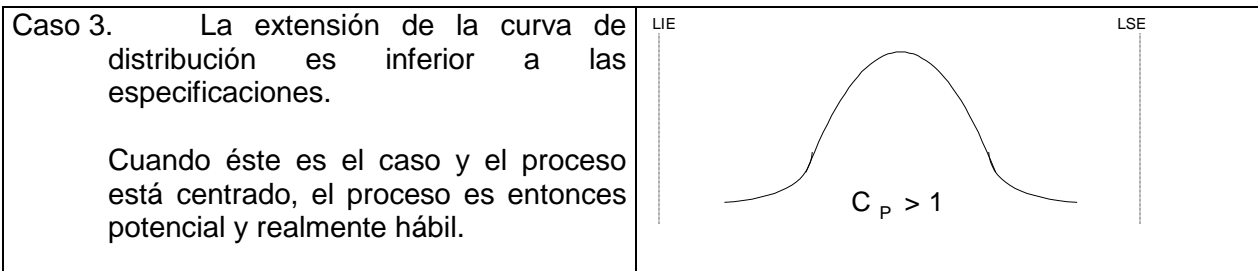 Caso 3. La extensión de la curva de
distribución es inferior a las
especificaciones.
Cuando éste es el caso y el proceso
está centrado, el proceso es entonces
potencial y realmente hábil.
LIE
LSE
C P > 1